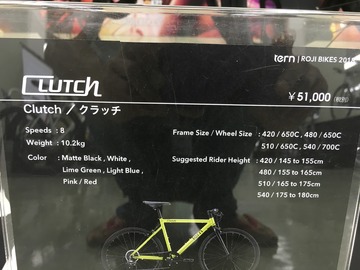 tern | ROJI BIKES
CLUTCH
¥51,000 (税別)
Clutch / クラッチ
Speeds : 8
Weight : 10.2kg
Color : Matte Black , White ,
Lime Green , Light Blue ,
Pink / Red
Frame Size / Wheel Size : 420 / 650C, 480 / 650C
510 / 650C, 540 / 700C
Suggested Rider Height : 420 / 145 to 155cm
480 / 155 to 165cm
510 / 165 to 175cm
540 / 175 to 180cm